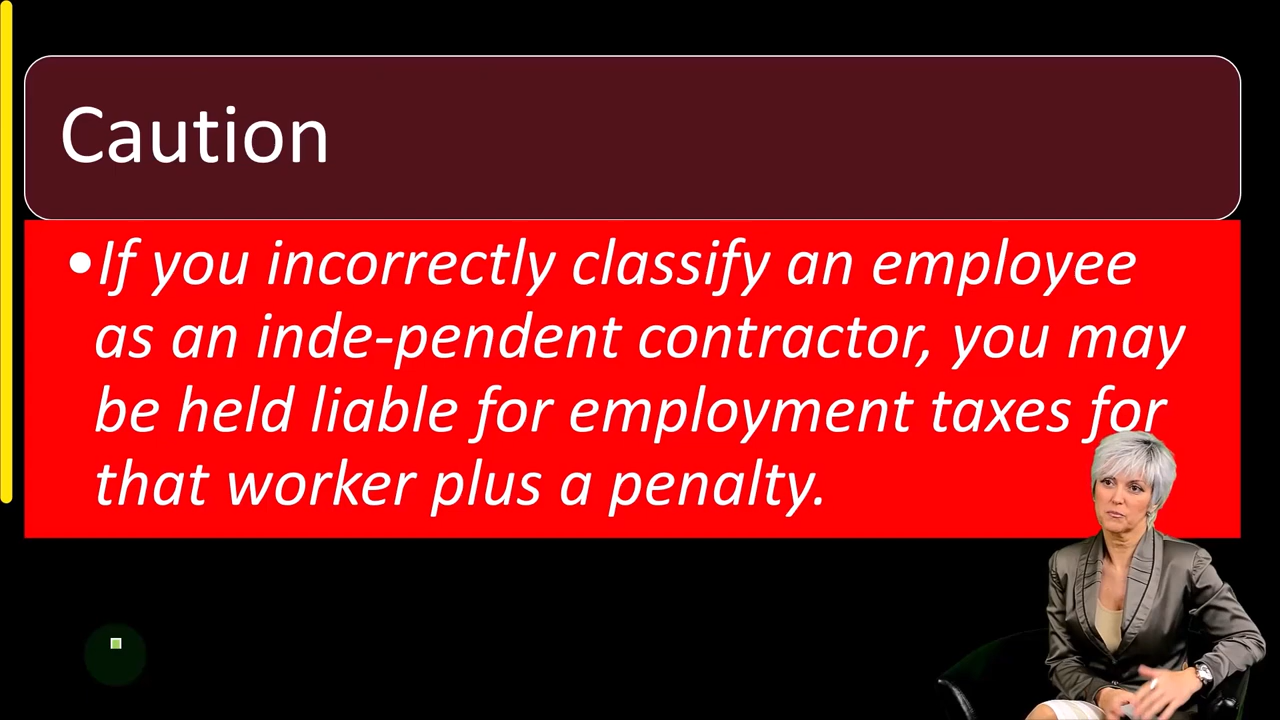 Caution
•If you incorrectly classify an employee
as an inde-pendent contractor, you may
be held liable for employment taxes for
that worker plus a penalty.